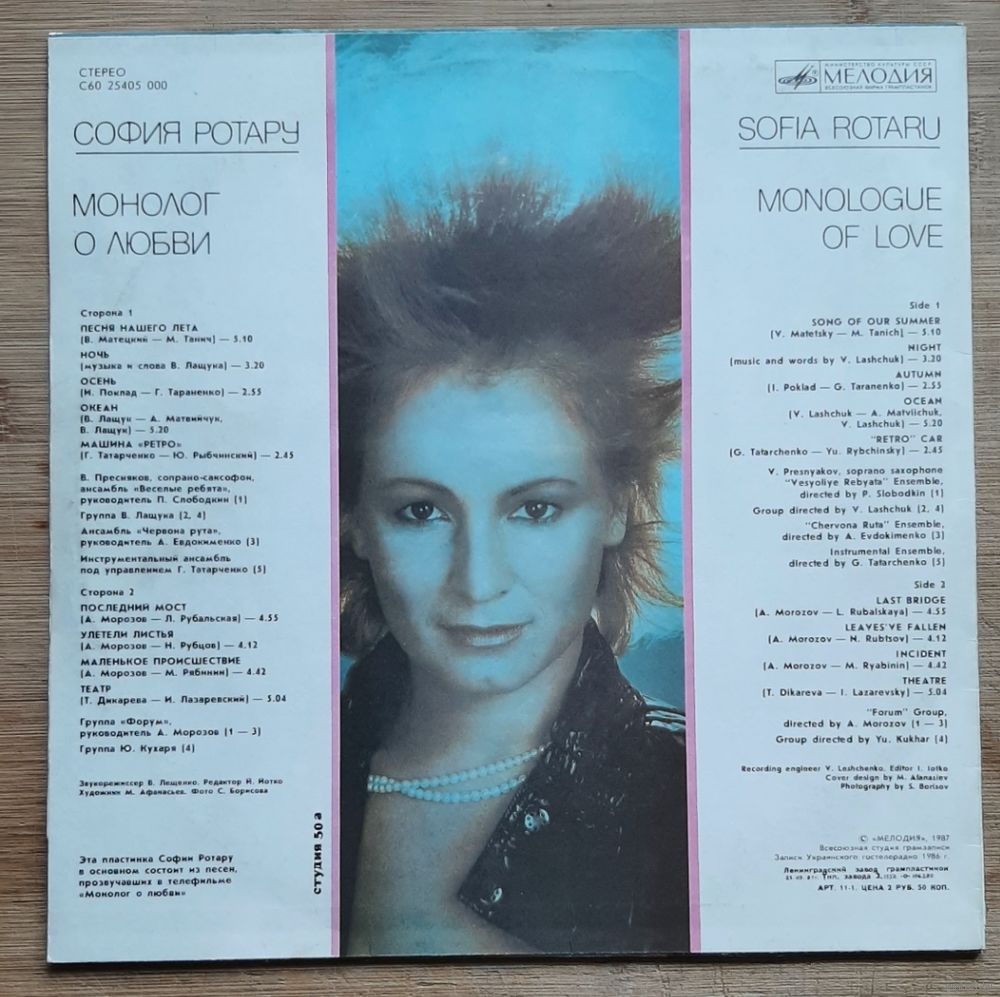 СТЕРЕО
С60 25405 000
СОФИЯ РОТАРУ
МОНОЛОГ
О ЛЮБВИ
Сторона 1
ПЕСНЯ НАШЕГО ЛЕТА
(В. Матецкий — М. Танич) — 5.10
НОЧЬ
(музыка и слова В. Лащука) — 3.20
ОСЕНЬ
(И. Поклад — Г. Тараненко) — 2.55
ОКЕАН
(В. Лащук — А. Матвийчук,
В. Лащук) — 5.20
МАШИНА «РЕТРО»
(Г. Татарченко — Ю. Рыбчинский) — 2.45
В. Пресняков, сопрано-саксофон,
ансамбль «Веселые ребята»,
руководитель П. Слободкин (1)
Группа В. Лащука (2, 4)
Ансамбль «Червона рута»,
руководитель А. Евдокименко (3)
Инструментальный ансамбль
под управлением Г. Татарченко (5)
Сторона 2
ПОСЛЕДНИЙ МОСТ
(А. Морозов — Л. Рубальская) — 4.55
УЛЕТЕЛИ ЛИСТЬЯ
(А. Морозов — Н. Рубцов) — 4.12
МАЛЕНЬКОЕ ПРОИСШЕСТВИЕ
(А. Морозов — М. Рябинин) — 4.42
ТЕАТР
(Т. Дикарева — И. Лазаревский) — 5.04
Группа «Форум»,
руководитель А. Морозов (1 — 3)
Группа Ю. Кухаря (4)
Звукорежиссер В. Лещенко. Редактор Й. Йотко
Художник М. Афанасьев. Фото С. Борисова
Эта пластинка Софии Ротару
в основном состоит из песен,
прозвучавших в телефильме
«Монолог о любви»
студия 50а
МИНИСТЕРСТВО КУЛЬТУРЫ СССР
МЕЛОДИЯ
ВСЕСОЮЗНАЯ ФИРМА ГРАМПЛАСТИНОК
SOFIA ROTARU
MONOLOGUE
OF LOVE
Side 1
SONG OF OUR SUMMER
(V. Matetsky — M. Tanich) — 5.10
NIGHT
(music and words by V. Lashchuk) — 3.20
AUTUMN
(I. Poklad — G. Taranenko) — 2.55
OCEAN
(V. Lashchuk — A. Matviichuk,
V. Lashchuk) — 5.20
"RETRO" CAR
(G. Tatarchenko — Yu. Rybchinsky) — 2.45
V. Presnyakov, soprano saxophone
"Vesyoliye Rebyata" Ensemble,
directed by P. Slobodkin (1)
Group directed by V. Lashchuk (2, 4)
"Chervona Ruta" Ensemble,
directed by A. Evdokimenko (3)
Instrumental Ensemble,
directed by G. Tatarchenko (5)
Side 2
LAST BRIDGE
(A. Morozov — L. Rubalskaya) — 4.55
LEAVES'VE FALLEN
(A. Morozov — N. Rubtsov) — 4.12
INCIDENT
(A. Morozov — M. Ryabinin) — 4.42
THEATRE
(T. Dikareva — I. Lazarevsky) — 5.04
"Forum" Group,
directed by A. Morozov (1 — 3)
Group directed by Yu. Kukhar (4)
Recording engineer V. Leshchenko. Editor I. Iotko
Cover design by M. Afanasiev
Photography by S. Borisov
© «МЕЛОДИЯ», 1987
Всесоюзная студия грамзаписи
Запись Украинского гостелерадио 1986 г.
Ленинградский завод грампластинок
Тип. завода
АРТ. 11-1. ЦЕНА 2 РУБ. 50 КОП.